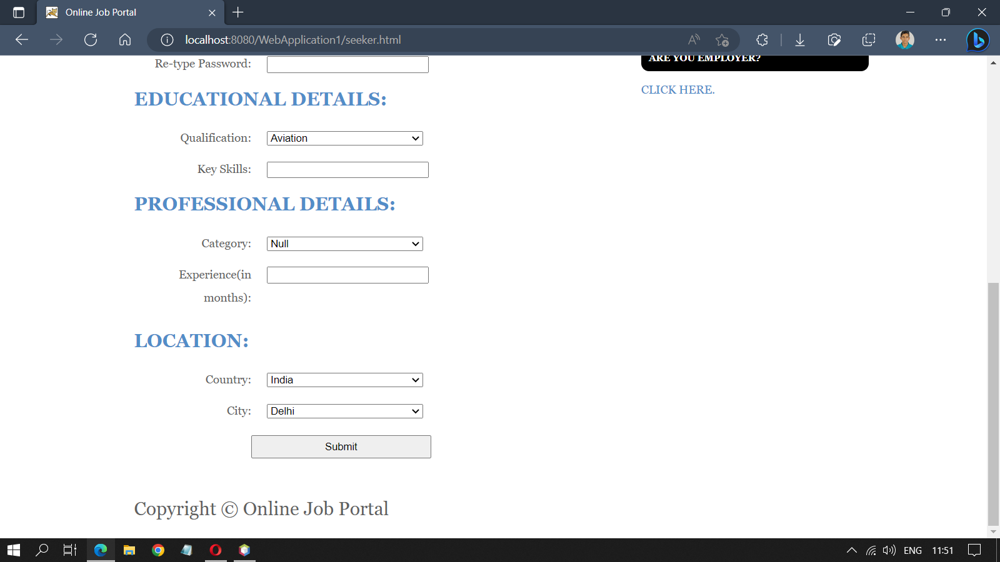 Online Job Portal
localhost:8080/WebApplication1/seeker.html
Re-type Password:
ARE YOU EMPLOYER?
CLICK HERE.
EDUCATIONAL DETAILS:
Qualification: Aviation
Key Skills:
PROFESSIONAL DETAILS:
Category: Null
Experience(in
months):
LOCATION:
Country: India
City: Delhi
Submit
Copyright © Online Job Portal
ENG 11:51